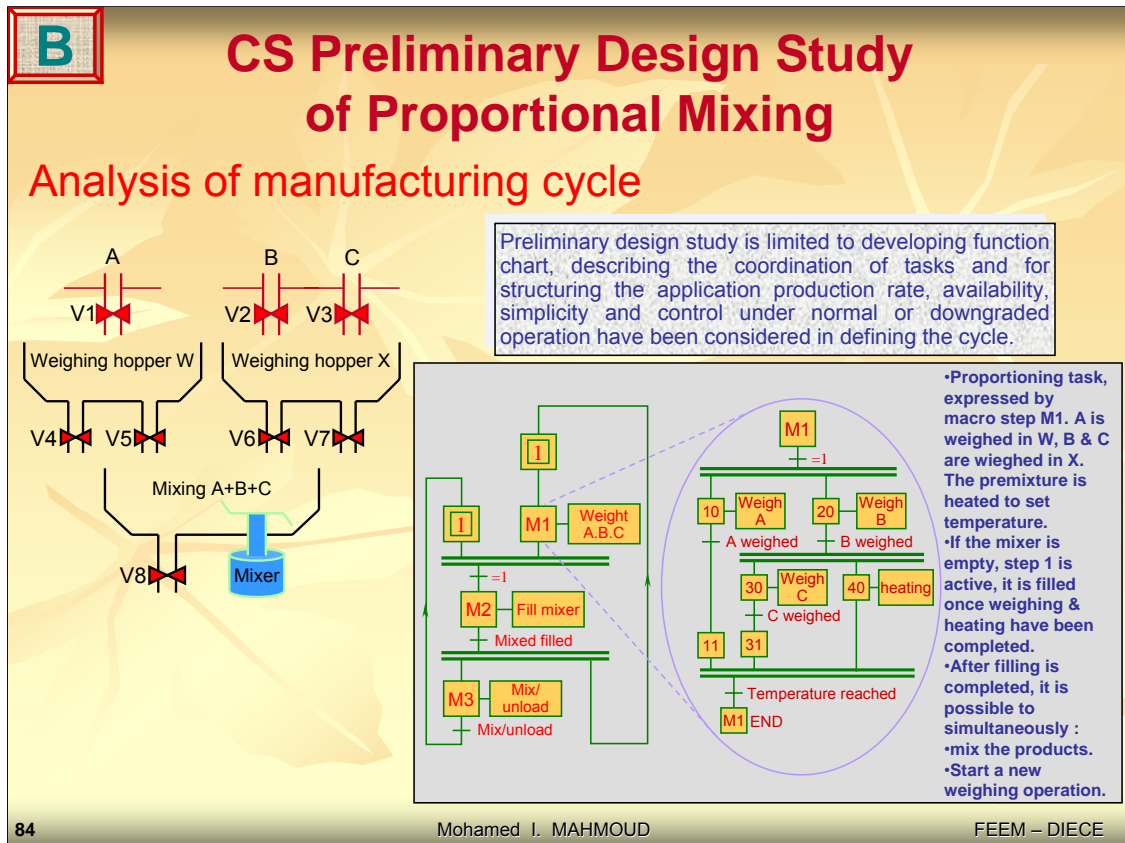 B
CS Preliminary Design Study
of Proportional Mixing
Analysis of manufacturing cycle
Preliminary design study is limited to developing function
chart, describing the coordination of tasks and for
structuring the application production rate, availability,
simplicity and control under normal or downgraded
operation have been considered in defining the cycle.
A
B
C
V1
V2
V3
Weighing hopper W
Weighing hopper X
V4
V5
V6
V7
Mixing A+B+C
V8
Mixer
1
1
M1
Weight
A.B.C
=1
M2
Fill mixer
Mixed filled
M3
Mix/
unload
Mix/unload
M1
=1
10
Weigh
A
20
Weigh
B
A weighed
B weighed
30
Weigh
C
40
heating
C weighed
11
31
Temperature reached
M1
END
•Proportioning task,
expressed by
macro step M1. A is
weighed in W, B & C
are wieghed in X.
The premixture is
heated to set
temperature.
•If the mixer is
empty, step 1 is
active, it is filled
once weighing &
heating have been
completed.
•After filling is
completed, it is
possible to
simultaneously :
•mix the products.
•Start a new
weighing operation.
84
Mohamed I. MAHMOUD
FEEM – DIECE